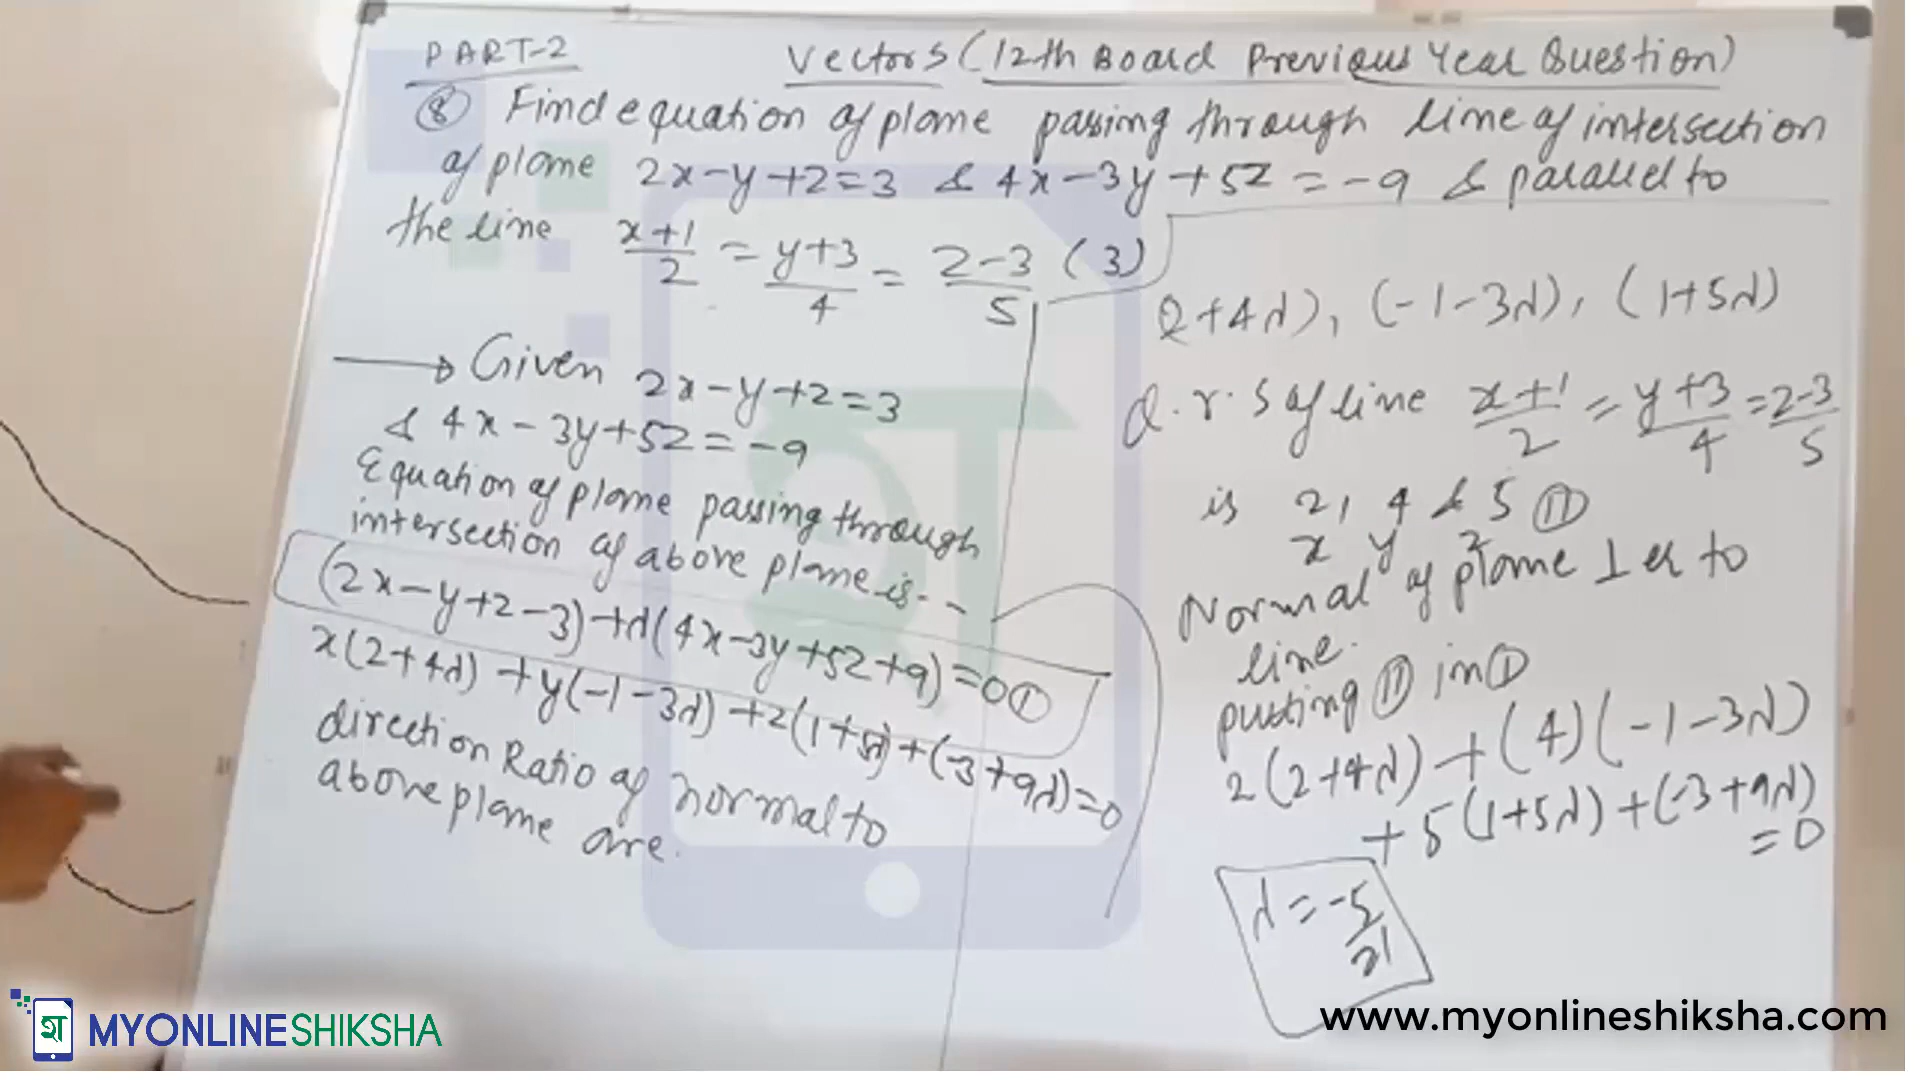 PART-2
Vectors (12th Board Previous Year Question)
⑧ Find equation of plane passing through line of intersection
of plane 2x-y+z=3 & 4x-3y+5z=-9 & parallel to
the line x+1/2 = y+3/4 = z-3/5 (3)
→ Given 2x-y+z=3
& 4x-3y+5z=-9
Equation of plane passing through
intersection of above plane is--
(2x-y+z-3)+λ(4x-3y+5z+9)=0 ①
x(2+4λ)+y(-1-3λ)+z(1+5λ)+(-3+9λ)=0
direction Ratio of normal to
above plane are.
(2+4λ), (-1-3λ), (1+5λ)
d.r.s of line x+1/2 = y+3/4 = z-3/5
is 2, 4 & 5 ⑪
x y z
Normal of plane ⊥er to
line.
putting ⑪ in ①
2(2+4λ)+(4)(-1-3λ)
+5(1+5λ)+(-3+9λ)
=0
λ=-5/21
शा MYONLINESHIKSHA
www.myonlineshiksha.com